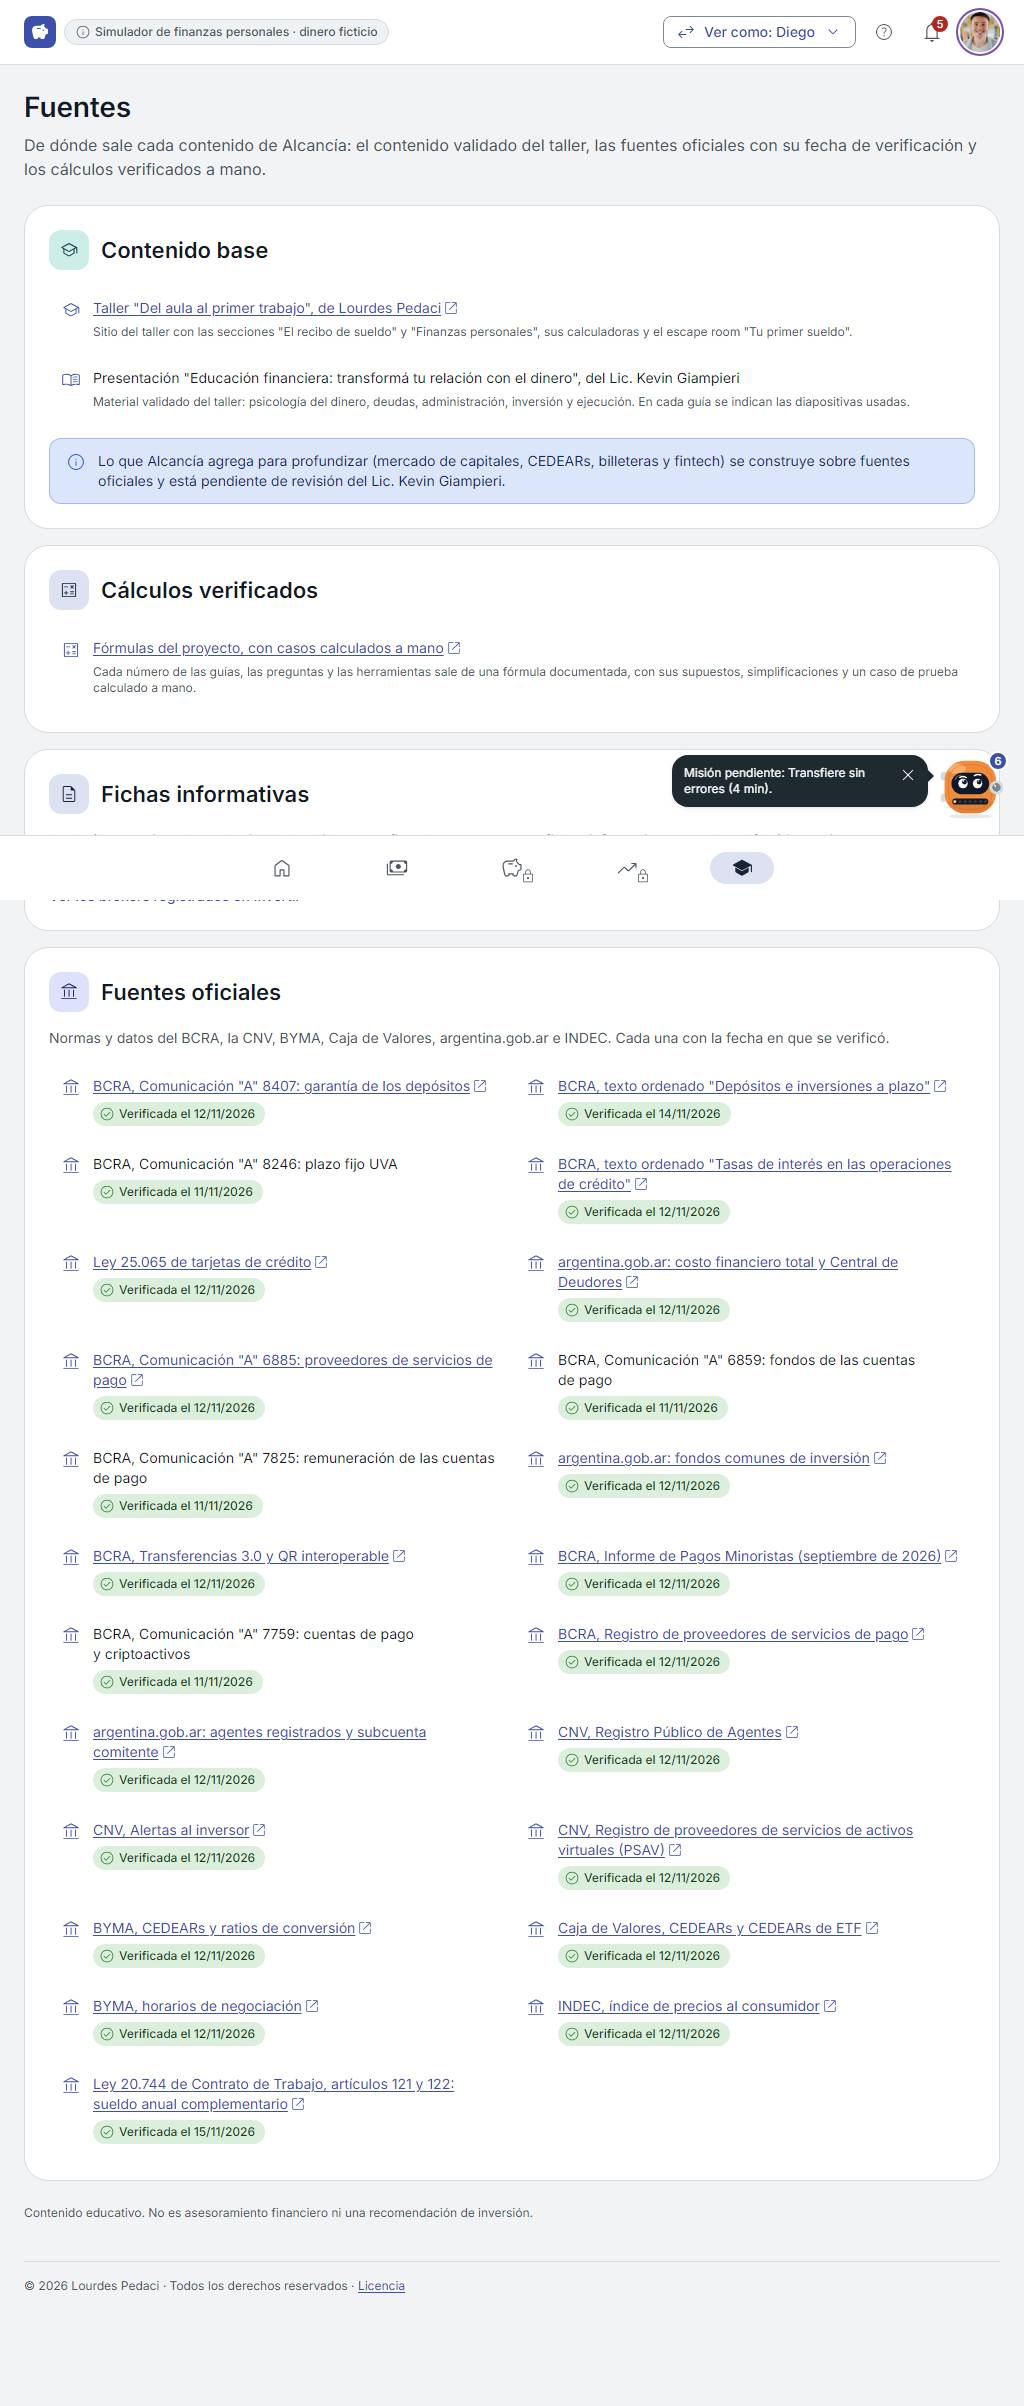 Simulador de finanzas personales · dinero ficticio
Ver como: Diego
5
Fuentes
De dónde sale cada contenido de Alcancía: el contenido validado del taller, las fuentes oficiales con su fecha de verificación y
los cálculos verificados a mano.
Contenido base
Taller "Del aula al primer trabajo", de Lourdes Pedaci
Sitio del taller con las secciones "El recibo de sueldo" y "Finanzas personales", sus calculadoras y el escape room "Tu primer sueldo".
Presentación "Educación financiera: transformá tu relación con el dinero", del Lic. Kevin Giampieri
Material validado del taller: psicología del dinero, deudas, administración, inversión y ejecución. En cada guía se indican las diapositivas usadas.
Lo que Alcancía agrega para profundizar (mercado de capitales, CEDEARs, billeteras y fintech) se construye sobre fuentes
oficiales y está pendiente de revisión del Lic. Kevin Giampieri.
Cálculos verificados
Fórmulas del proyecto, con casos calculados a mano
Cada número de las guías, las preguntas y las herramientas sale de una fórmula documentada, con sus supuestos, simplificaciones y un caso de prueba
calculado a mano.
Fichas informativas
Misión pendiente: Transfiere sin
errores (4 min).
6
Fuentes oficiales
Normas y datos del BCRA, la CNV, BYMA, Caja de Valores, argentina.gob.ar e INDEC. Cada una con la fecha en que se verificó.
BCRA, Comunicación "A" 8407: garantía de los depósitos
Verificada el 12/11/2026
BCRA, texto ordenado "Depósitos e inversiones a plazo"
Verificada el 14/11/2026
BCRA, Comunicación "A" 8246: plazo fijo UVA
Verificada el 11/11/2026
BCRA, texto ordenado "Tasas de interés en las operaciones
de crédito"
Verificada el 12/11/2026
Ley 25.065 de tarjetas de crédito
Verificada el 12/11/2026
argentina.gob.ar: costo financiero total y Central de
Deudores
Verificada el 12/11/2026
BCRA, Comunicación "A" 6885: proveedores de servicios de
pago
Verificada el 12/11/2026
BCRA, Comunicación "A" 6859: fondos de las cuentas
de pago
Verificada el 11/11/2026
BCRA, Comunicación "A" 7825: remuneración de las cuentas
de pago
Verificada el 11/11/2026
argentina.gob.ar: fondos comunes de inversión
Verificada el 12/11/2026
BCRA, Transferencias 3.0 y QR interoperable
Verificada el 12/11/2026
BCRA, Informe de Pagos Minoristas (septiembre de 2026)
Verificada el 12/11/2026
BCRA, Comunicación "A" 7759: cuentas de pago
y criptoactivos
Verificada el 11/11/2026
BCRA, Registro de proveedores de servicios de pago
Verificada el 12/11/2026
argentina.gob.ar: agentes registrados y subcuenta
comitente
Verificada el 12/11/2026
CNV, Registro Público de Agentes
Verificada el 12/11/2026
CNV, Alertas al inversor
Verificada el 12/11/2026
CNV, Registro de proveedores de servicios de activos
virtuales (PSAV)
Verificada el 12/11/2026
BYMA, CEDEARs y ratios de conversión
Verificada el 12/11/2026
Caja de Valores, CEDEARs y CEDEARs de ETF
Verificada el 12/11/2026
BYMA, horarios de negociación
Verificada el 12/11/2026
INDEC, índice de precios al consumidor
Verificada el 12/11/2026
Ley 20.744 de Contrato de Trabajo, artículos 121 y 122:
sueldo anual complementario
Verificada el 15/11/2026
Contenido educativo. No es asesoramiento financiero ni una recomendación de inversión.
© 2026 Lourdes Pedaci · Todos los derechos reservados · Licencia